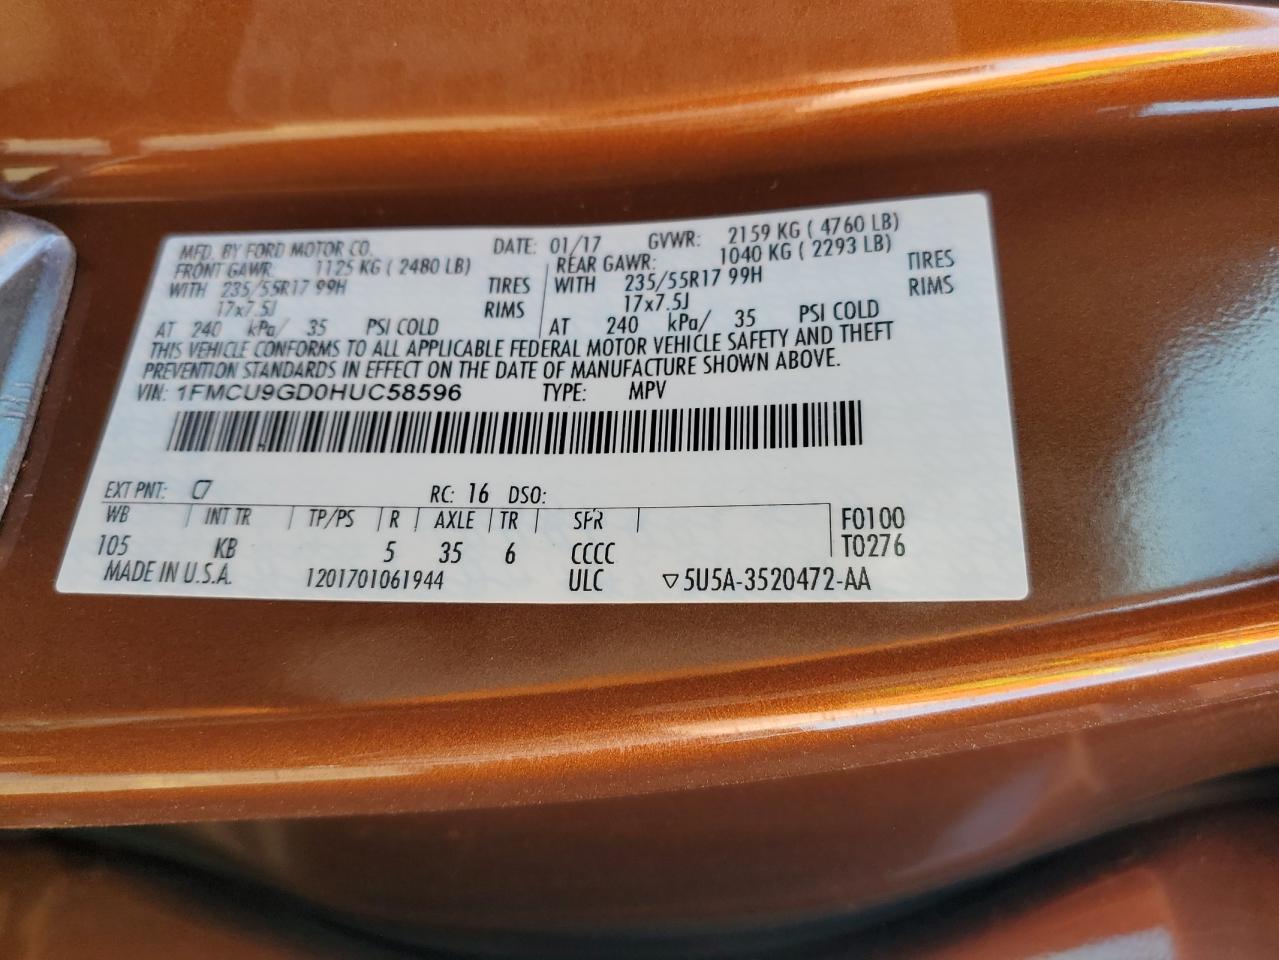 MFD. BY FORD MOTOR CO. DATE: 01/17 GVWR: 2159 KG ( 4760 LB)
FRONT GAWR: 1125 KG ( 2480 LB) REAR GAWR: 1040 KG ( 2293 LB)
WITH 235/55R17 99H TIRES WITH 235/55R17 99H TIRES
17x7.5J RIMS 17x7.5J RIMS
AT 240 kPa/ 35 PSI COLD AT 240 kPa/ 35 PSI COLD
THIS VEHICLE CONFORMS TO ALL APPLICABLE FEDERAL MOTOR VEHICLE SAFETY AND THEFT
PREVENTION STANDARDS IN EFFECT ON THE DATE OF MANUFACTURE SHOWN ABOVE.
VIN: 1FMCU9GD0HUC58596 TYPE: MPV
EXT PNT: C7 RC: 16 DSO:
WB INT TR TP/PS R AXLE TR SPR F0100
105 KB 5 35 6 CCCC T0276
MADE IN U.S.A. 1201701061944 ULC ▽5U5A-3520472-AA